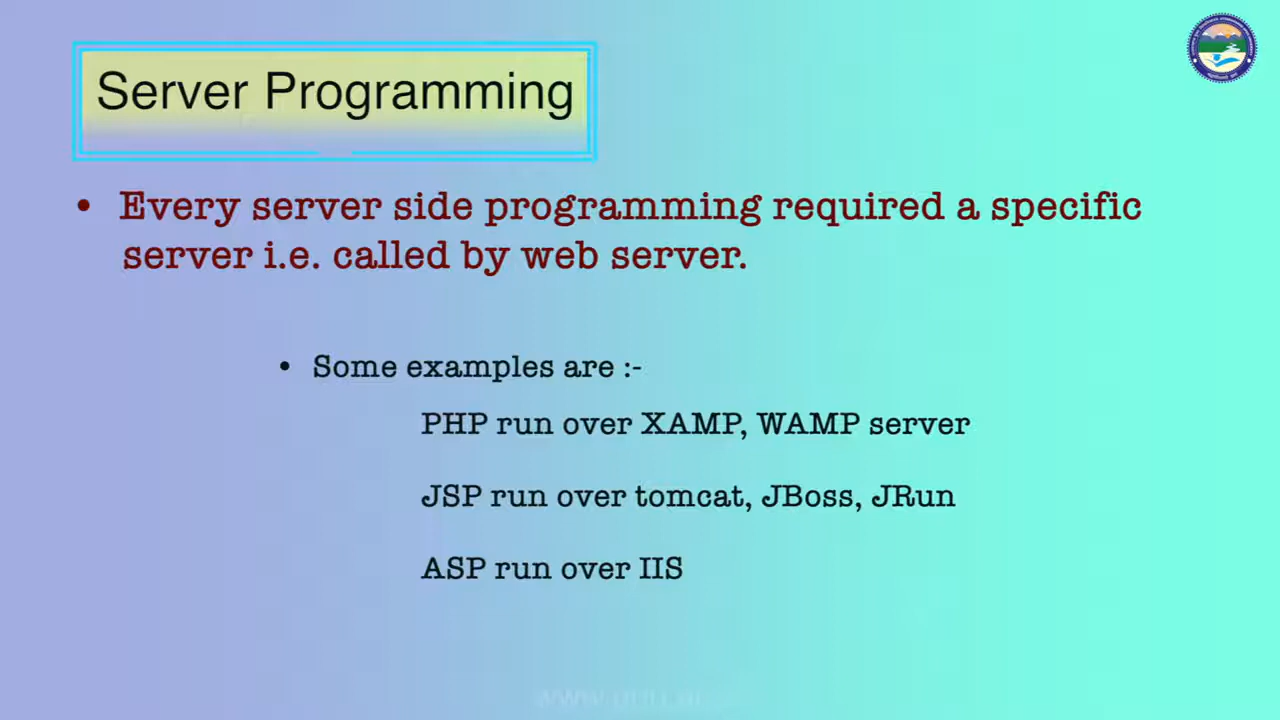 Server Programming
• Every server side programming required a specific
server i.e. called by web server.
• Some examples are :-
PHP run over XAMP, WAMP server
JSP run over tomcat, JBoss, JRun
ASP run over IIS